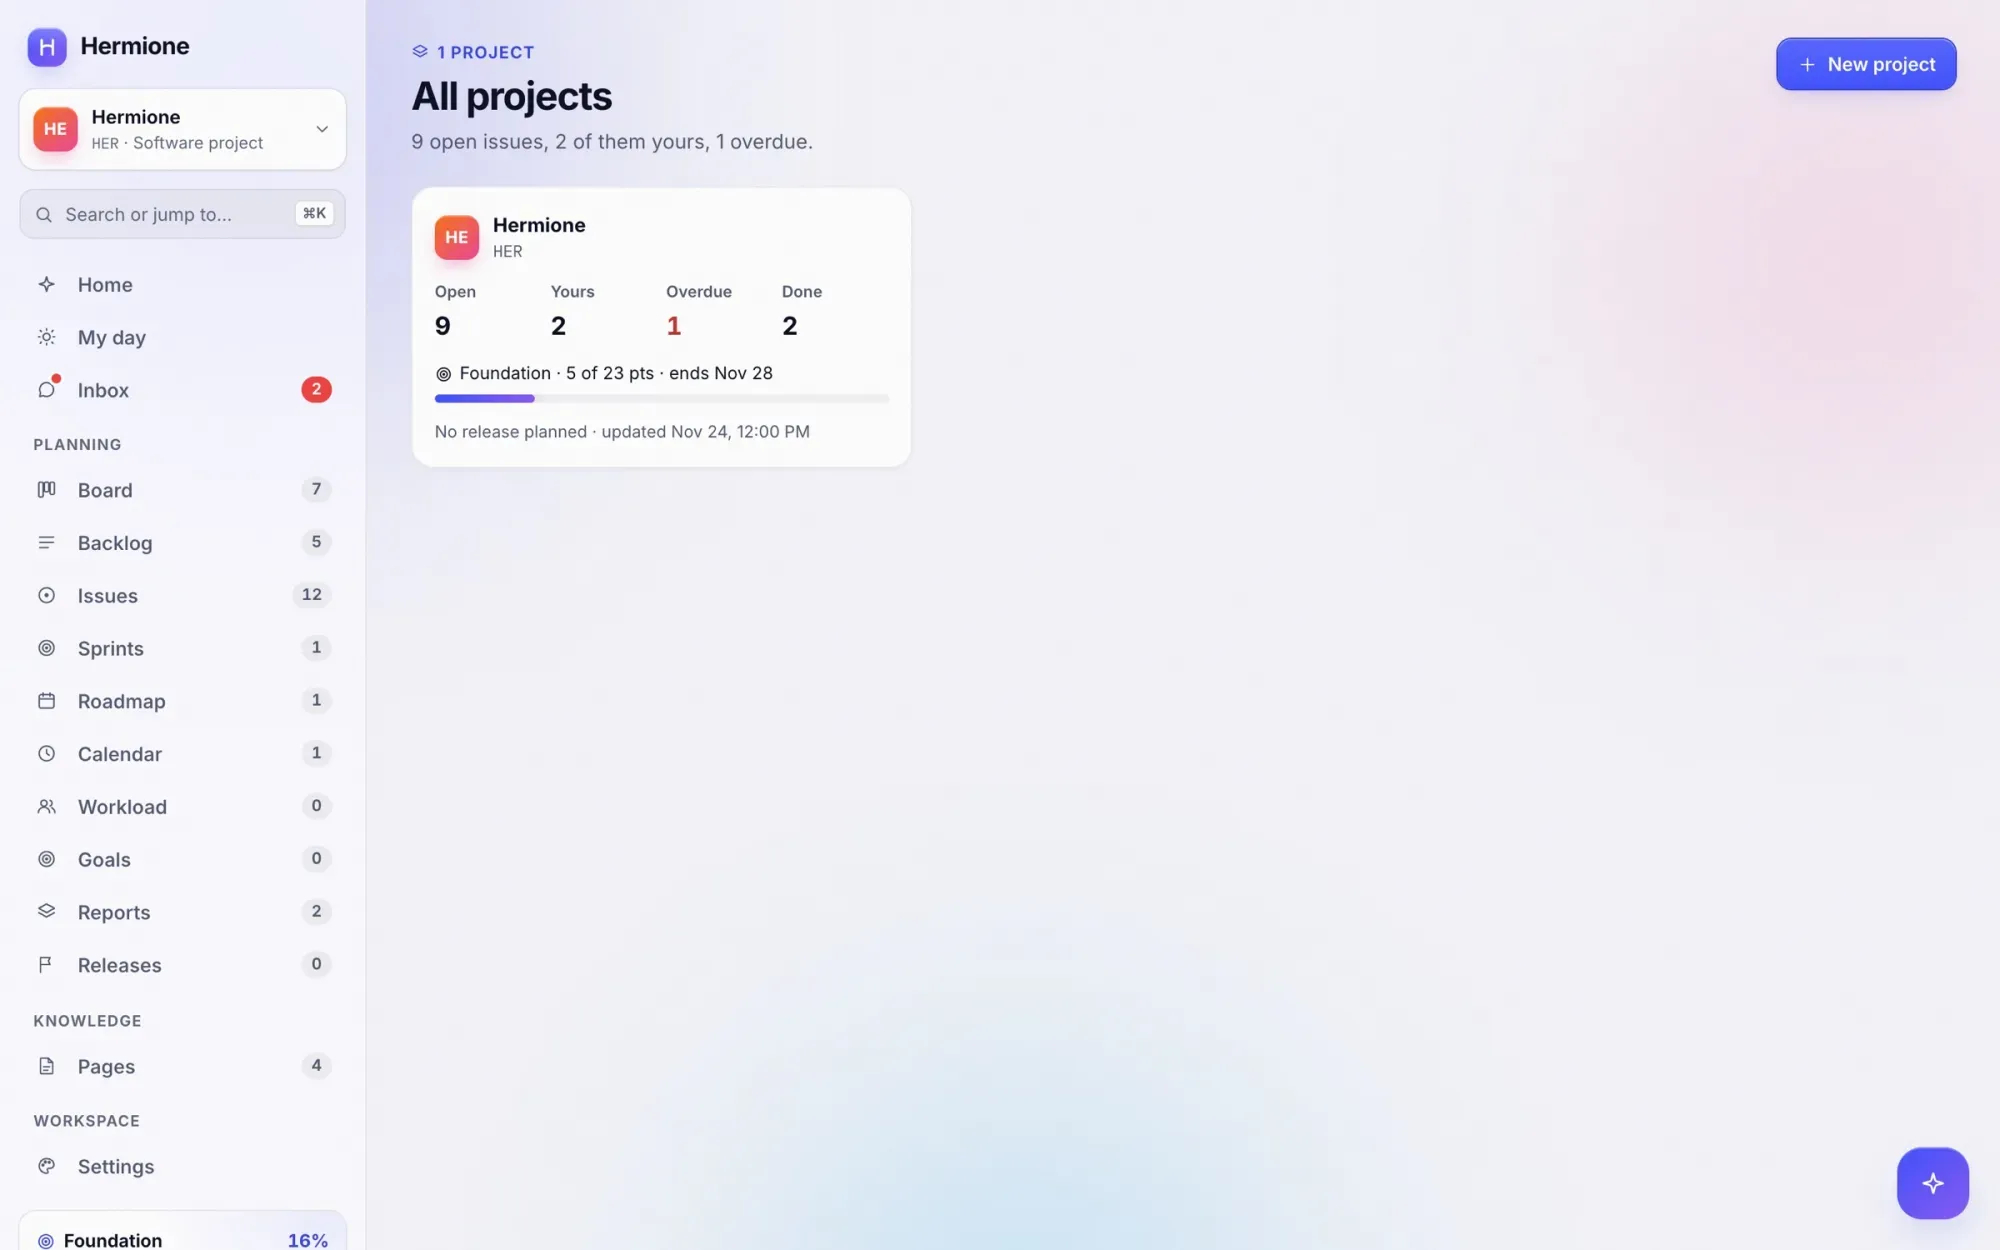 H Hermione
HE Hermione
HER · Software project
Search or jump to... ⌘K
Home
My day
Inbox 2
PLANNING
Board 7
Backlog 5
Issues 12
Sprints 1
Roadmap 1
Calendar 1
Workload 0
Goals 0
Reports 2
Releases 0
KNOWLEDGE
Pages 4
WORKSPACE
Settings
Foundation 16%
1 PROJECT
All projects
9 open issues, 2 of them yours, 1 overdue.
New project
HE Hermione
HER
Open Yours Overdue Done
9 2 1 2
Foundation · 5 of 23 pts · ends Nov 28
No release planned · updated Nov 24, 12:00 PM